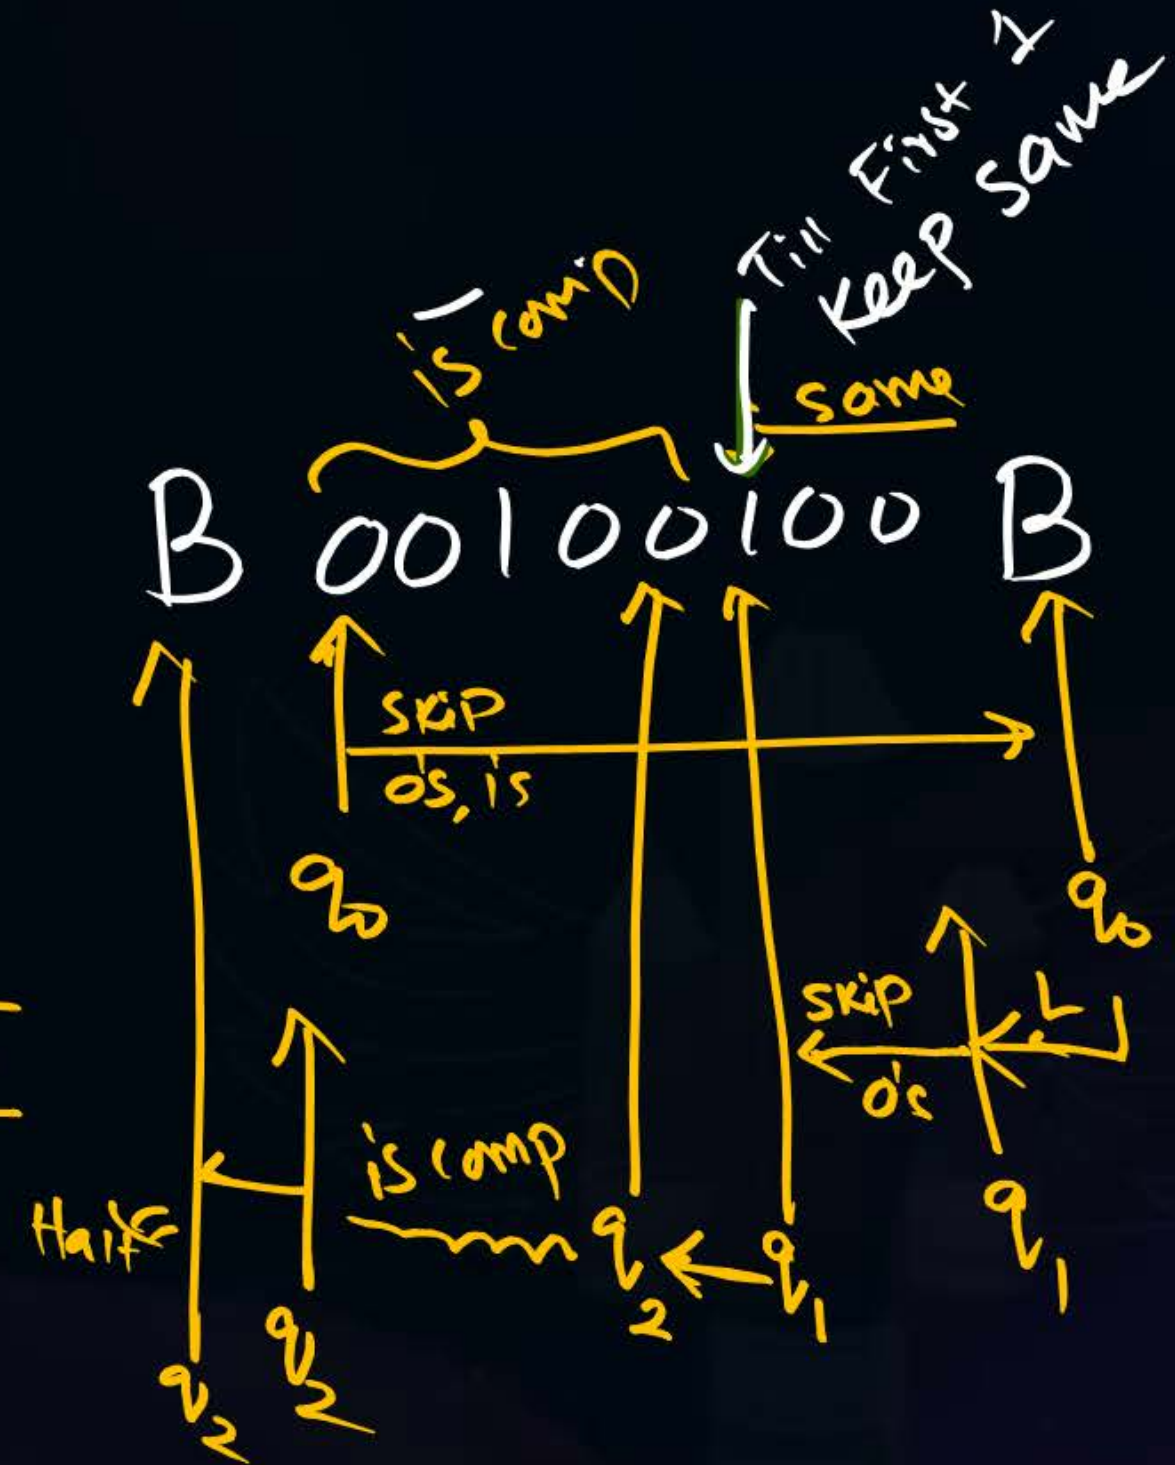 Till First 1
Keep same
1's comp
same
B 00100100 B
skip
0's, 1's
q0
q0
skip
L
0's
1's comp
Halt
q2
q1
q1
q2
q2